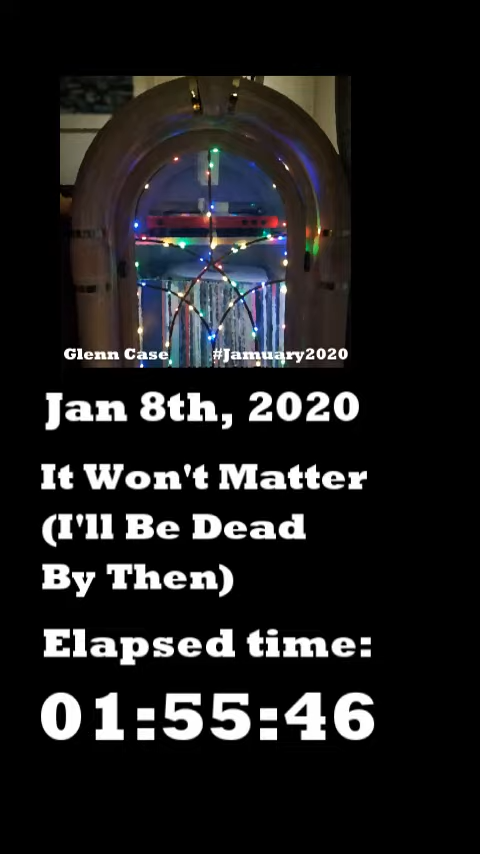 Glenn Case #Jamuary2020
Jan 8th, 2020
It Won't Matter
(I'll Be Dead
By Then)
Elapsed time:
01:55:46